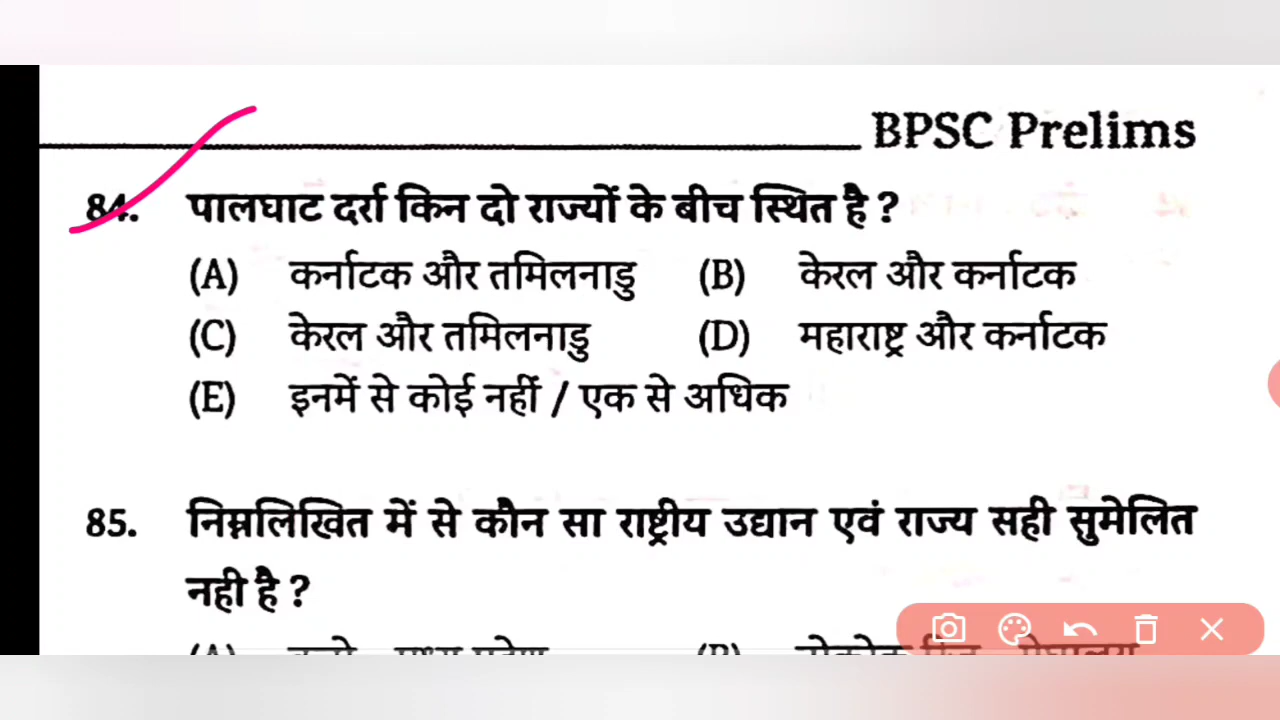 BPSC Prelims
84. पालघाट दर्रा किन दो राज्यों के बीच स्थित है ?
(A) कर्नाटक और तमिलनाडु (B) केरल और कर्नाटक
(C) केरल और तमिलनाडु (D) महाराष्ट्र और कर्नाटक
(E) इनमें से कोई नहीं / एक से अधिक
85. निम्नलिखित में से कौन सा राष्ट्रीय उद्यान एवं राज्य सही सुमेलित
नही है ?